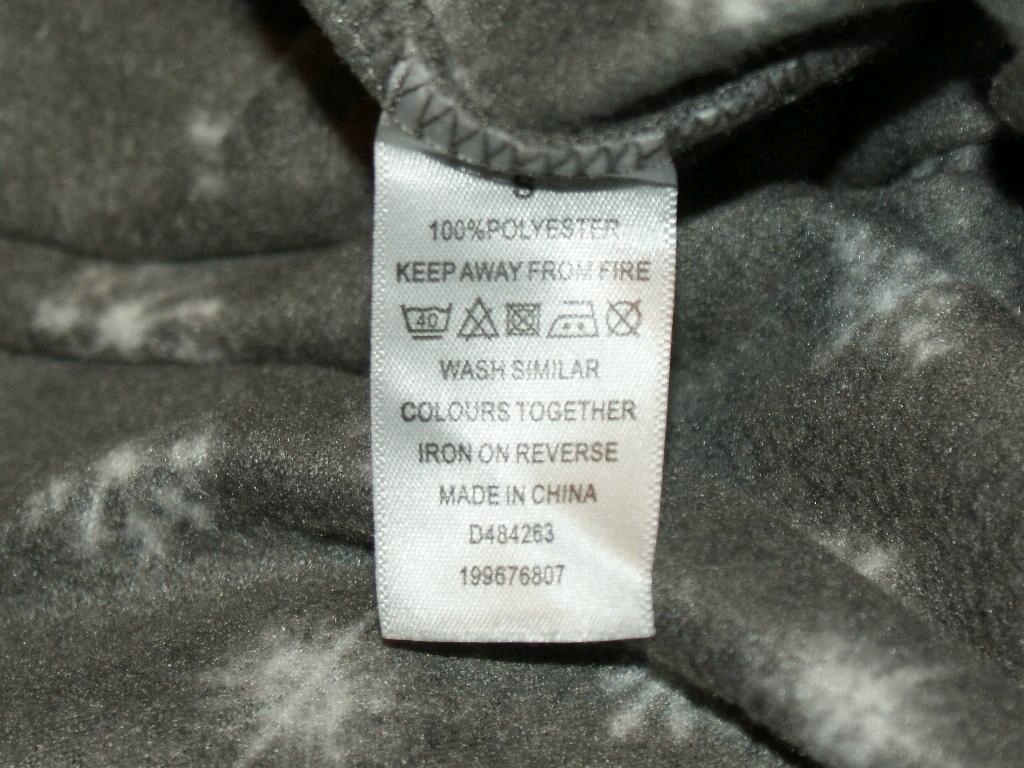 S
100%POLYESTER
KEEP AWAY FROM FIRE
40
WASH SIMILAR
COLOURS TOGETHER
IRON ON REVERSE
MADE IN CHINA
D484263
199676807